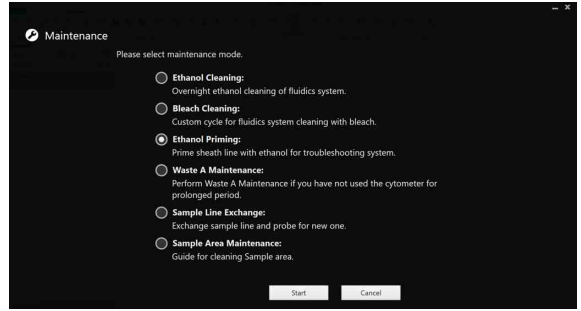 Maintenance
Please select maintenance mode.
Ethanol Cleaning:
Overnight ethanol cleaning of fluidics system.
Bleach Cleaning:
Custom cycle for fluidics system cleaning with bleach.
Ethanol Priming:
Prime sheath line with ethanol for troubleshooting system.
Waste A Maintenance:
Perform Waste A Maintenance if you have not used the cytometer for
prolonged period.
Sample Line Exchange:
Exchange sample line and probe for new one.
Sample Area Maintenance:
Guide for cleaning Sample area.
Start Cancel